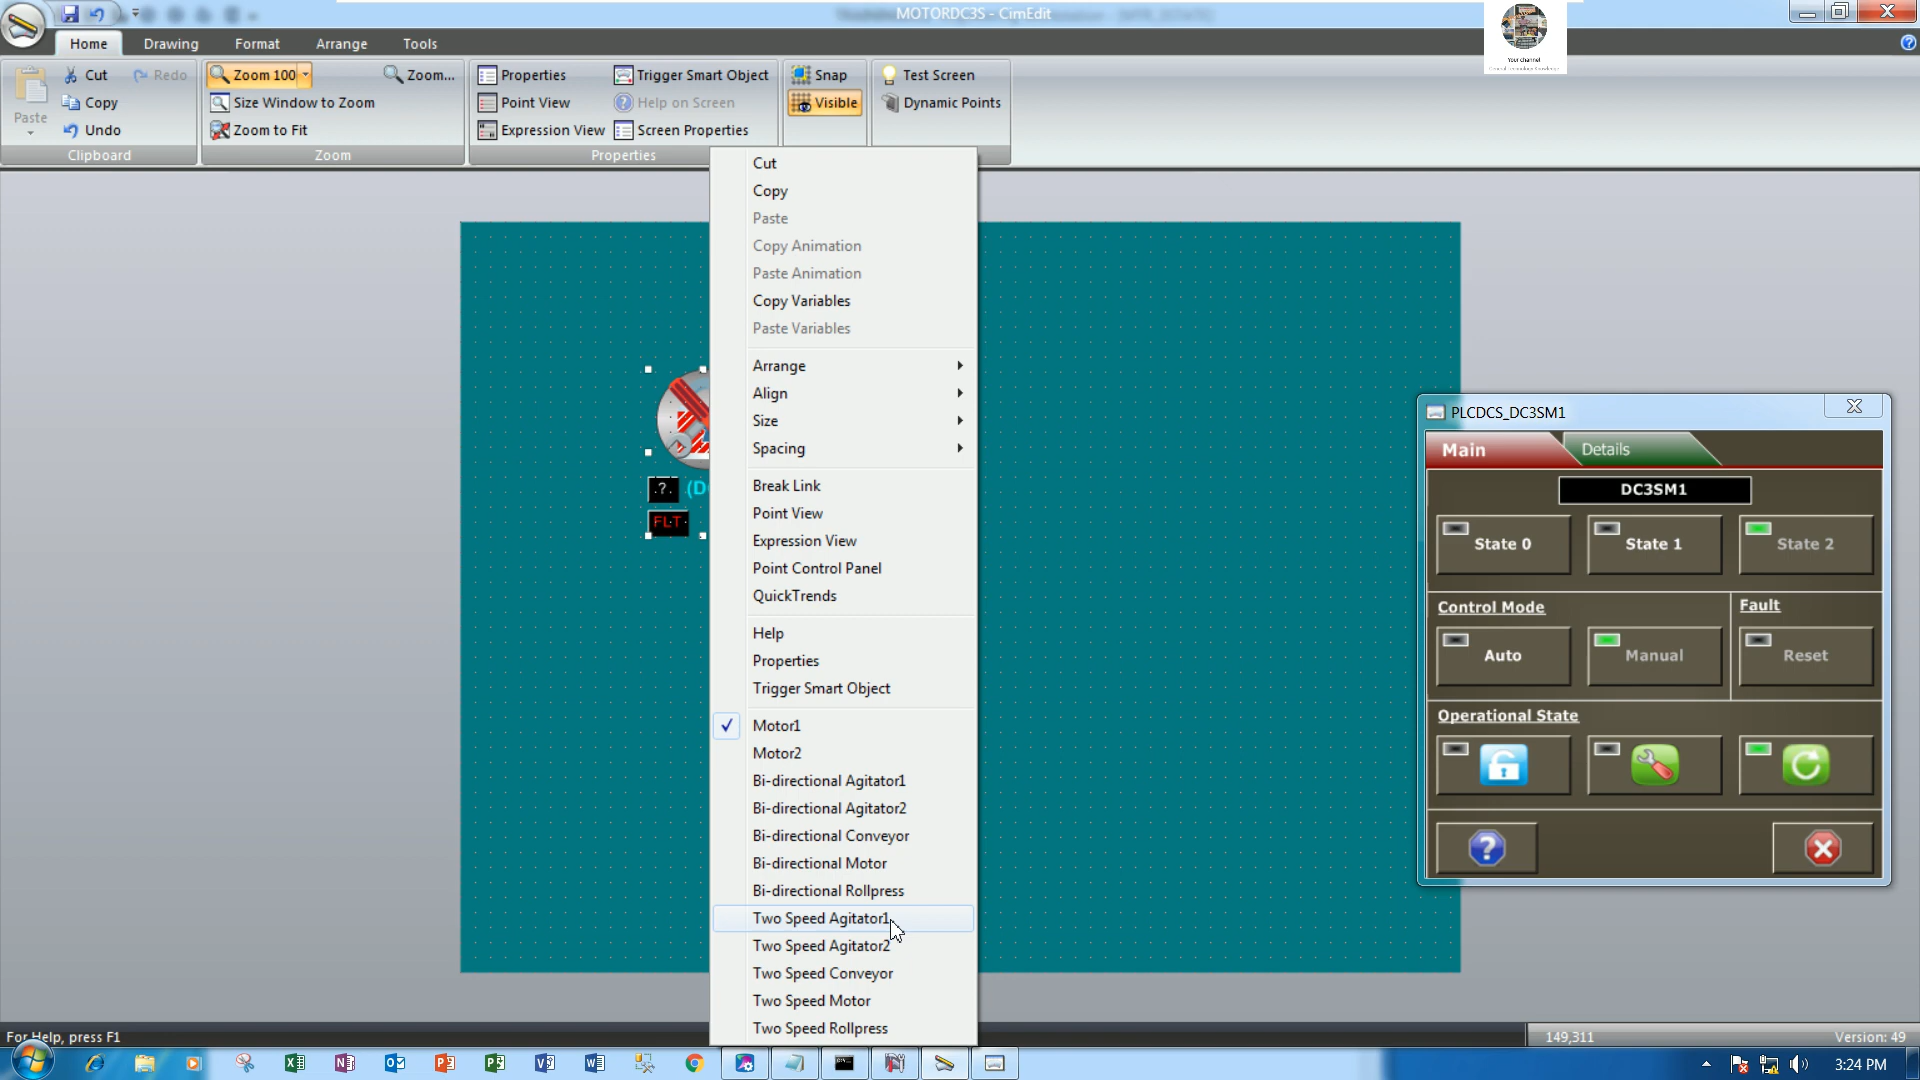 MOTORDC3S - CimEdit
Your channel
Home
Drawing
Format
Arrange
Tools
Paste
Cut
Redo
Copy
Undo
Clipboard
Zoom 100
Zoom...
Size Window to Zoom
Zoom to Fit
Zoom
Properties
Trigger Smart Object
Point View
Help on Screen
Expression View
Screen Properties
Properties
Snap
Visible
Test Screen
Dynamic Points
Cut
Copy
Paste
Copy Animation
Paste Animation
Copy Variables
Paste Variables
Arrange
Align
Size
Spacing
Break Link
Point View
Expression View
Point Control Panel
QuickTrends
Help
Properties
Trigger Smart Object
Motor1
Motor2
Bi-directional Agitator1
Bi-directional Agitator2
Bi-directional Conveyor
Bi-directional Motor
Bi-directional Rollpress
Two Speed Agitator1
Two Speed Agitator2
Two Speed Conveyor
Two Speed Motor
Two Speed Rollpress
.?. (D
FLT
PLCDCS_DC3SM1
Main
Details
DC3SM1
State 0
State 1
State 2
Control Mode
Fault
Auto
Manual
Reset
Operational State
For Help, press F1
149,311
Version: 49
3:24 PM